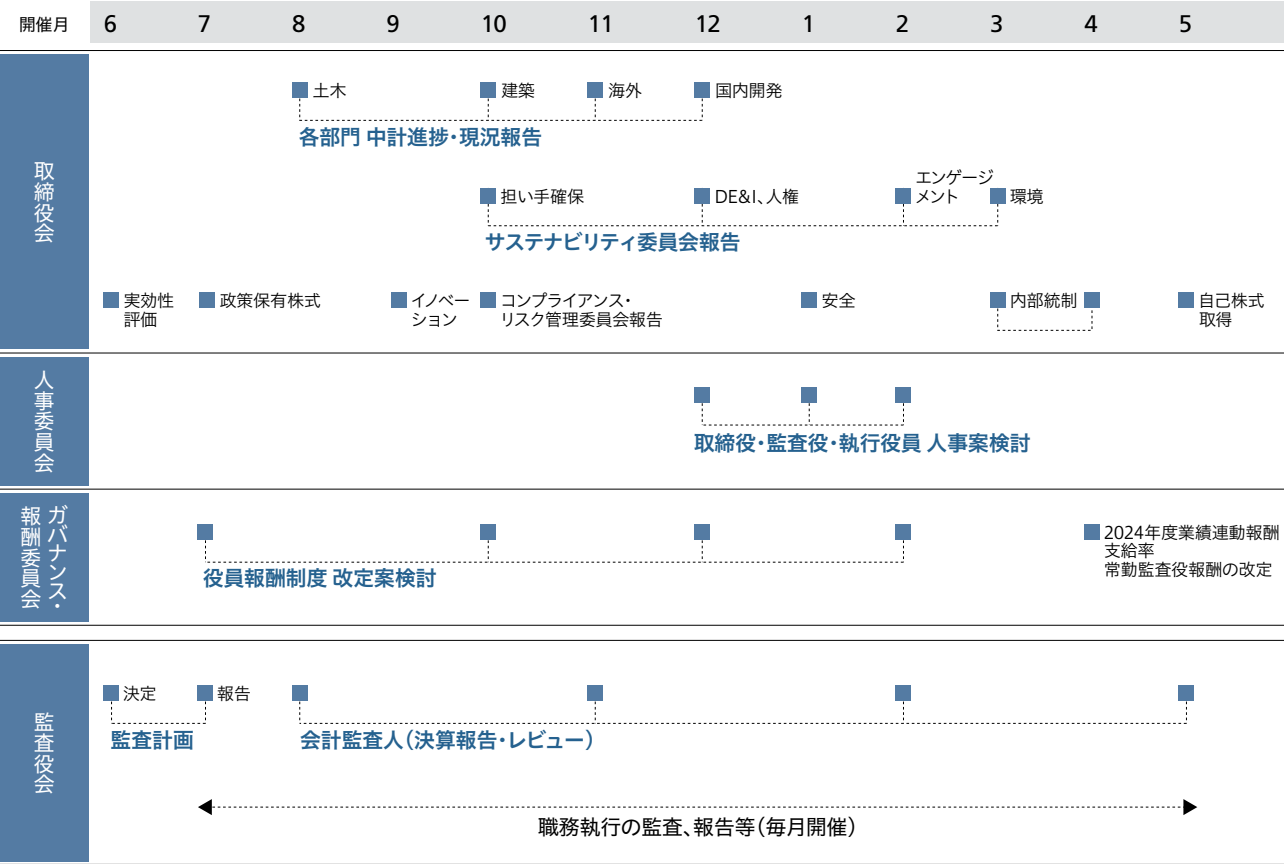 開催月 6 7 8 9 10 11 12 1 2 3 4 5
取締役会
土木 建築 海外 国内開発
各部門 中計進捗・現況報告
担い手確保 DE&I、人権 エンゲージ
メント 環境
サステナビリティ委員会報告
実効性
評価
政策保有株式
イノベー
ション
コンプライアンス・
リスク管理委員会報告
安全
内部統制
自己株式
取得
人事委員会
取締役・監査役・執行役員 人事案検討
ガバナンス・
報酬委員会
役員報酬制度 改定案検討
2024年度業績連動報酬
支給率
常勤監査役報酬の改定
監査役会
決定 報告
監査計画
会計監査人（決算報告・レビュー）
職務執行の監査、報告等（毎月開催）